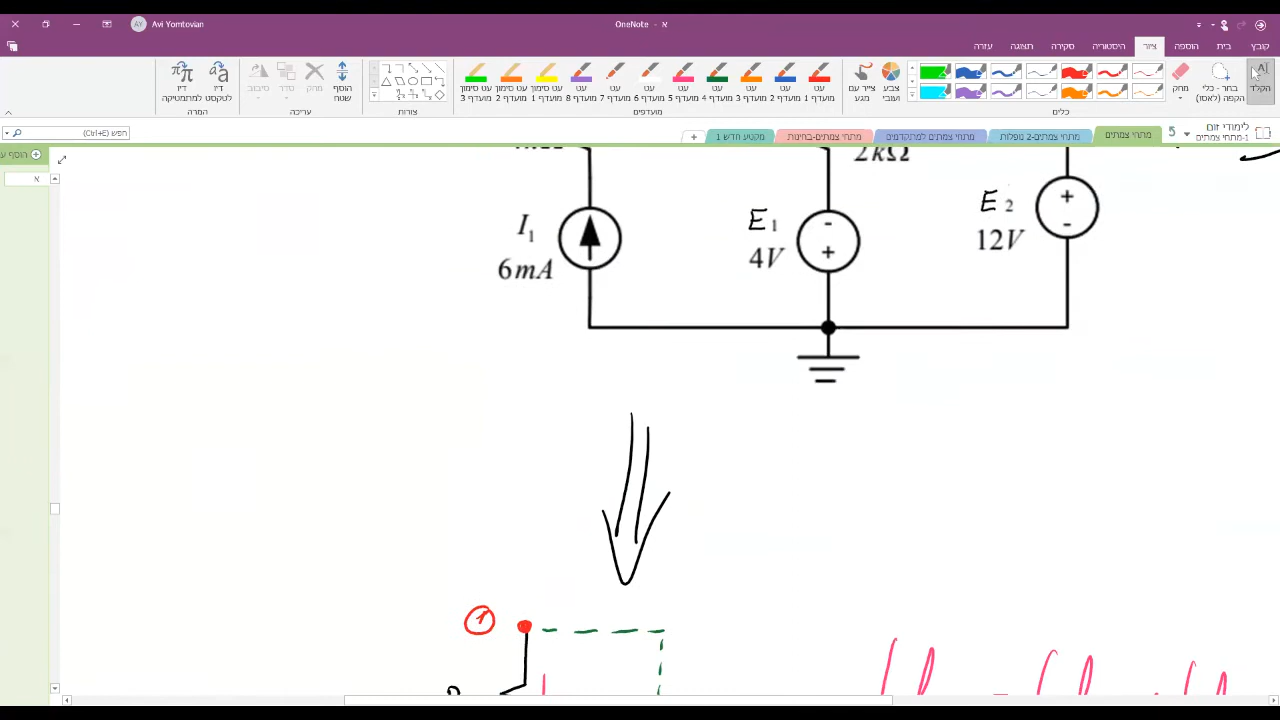 Avi Yomtovian
AY
א - OneNote
קובץ
בית
הוספה
ציור
היסטוריה
סקירה
תצוגה
עזרה
הקלד
בחר - כלי הקפה (לאסו)
מחק
צבע עובי
צייר עם מגע
כלים
עט מועדף 1
עט מועדף 2
עט מועדף 3
עט מועדף 4
עט מועדף 5
עט מועדף 6
עט מועדף 7
עט מועדף 8
עט סימון מועדף 1
עט סימון מועדף 2
עט סימון מועדף 3
מועדפים
צורות
הוסף שטח
מחק
סדר
סובב
עריכה
דיו לטקסט
דיו למתמטיקה
המרה
לימודי זום
1-מתחי צמתים
מתחי צמתים
מתחי צמתים-2 נופלות
מתחי צמתים למתקדמים
מתחי צמתים-בחינות
מקטע חדש 1
+
חפש (Ctrl+E)
הוסף ע
א
2kΩ
I1
6mA
E1
4V
E2
12V
1